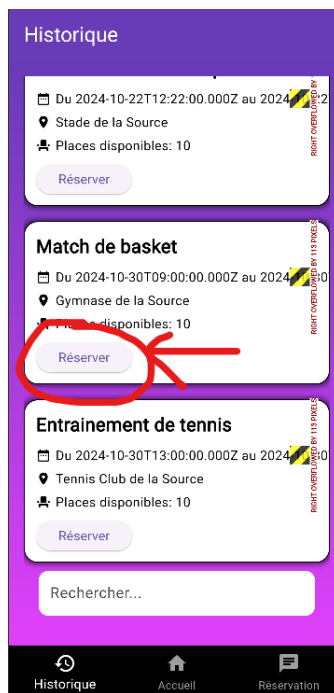 Historique
Du 2024-10-22T12:22:00.000Z au 2024
Stade de la Source
Places disponibles: 10
Réserver
Match de basket
Du 2024-10-30T09:00:00.000Z au 2024
RIGHT OVERFLOWED BY 113 PIXELS
Gymnase de la Source
Places disponibles: 10
Réserver
Entrainement de tennis
Du 2024-10-30T13:00:00.000Z au 2024
RIGHT OVERFLOWED BY 113 PIXELS
Tennis Club de la Source
Places disponibles: 10
Réserver
Rechercher...
Historique
Accueil
Réservation